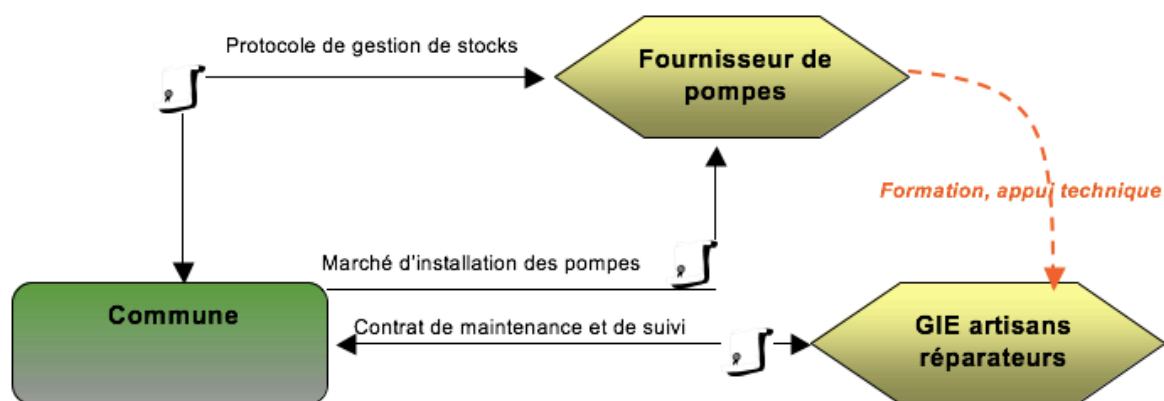 Protocole de gestion de stocks
Fournisseur de
pompes
Formation, appui technique
Marché d'installation des pompes
Commune
Contrat de maintenance et de suivi
GIE artisans
réparateurs